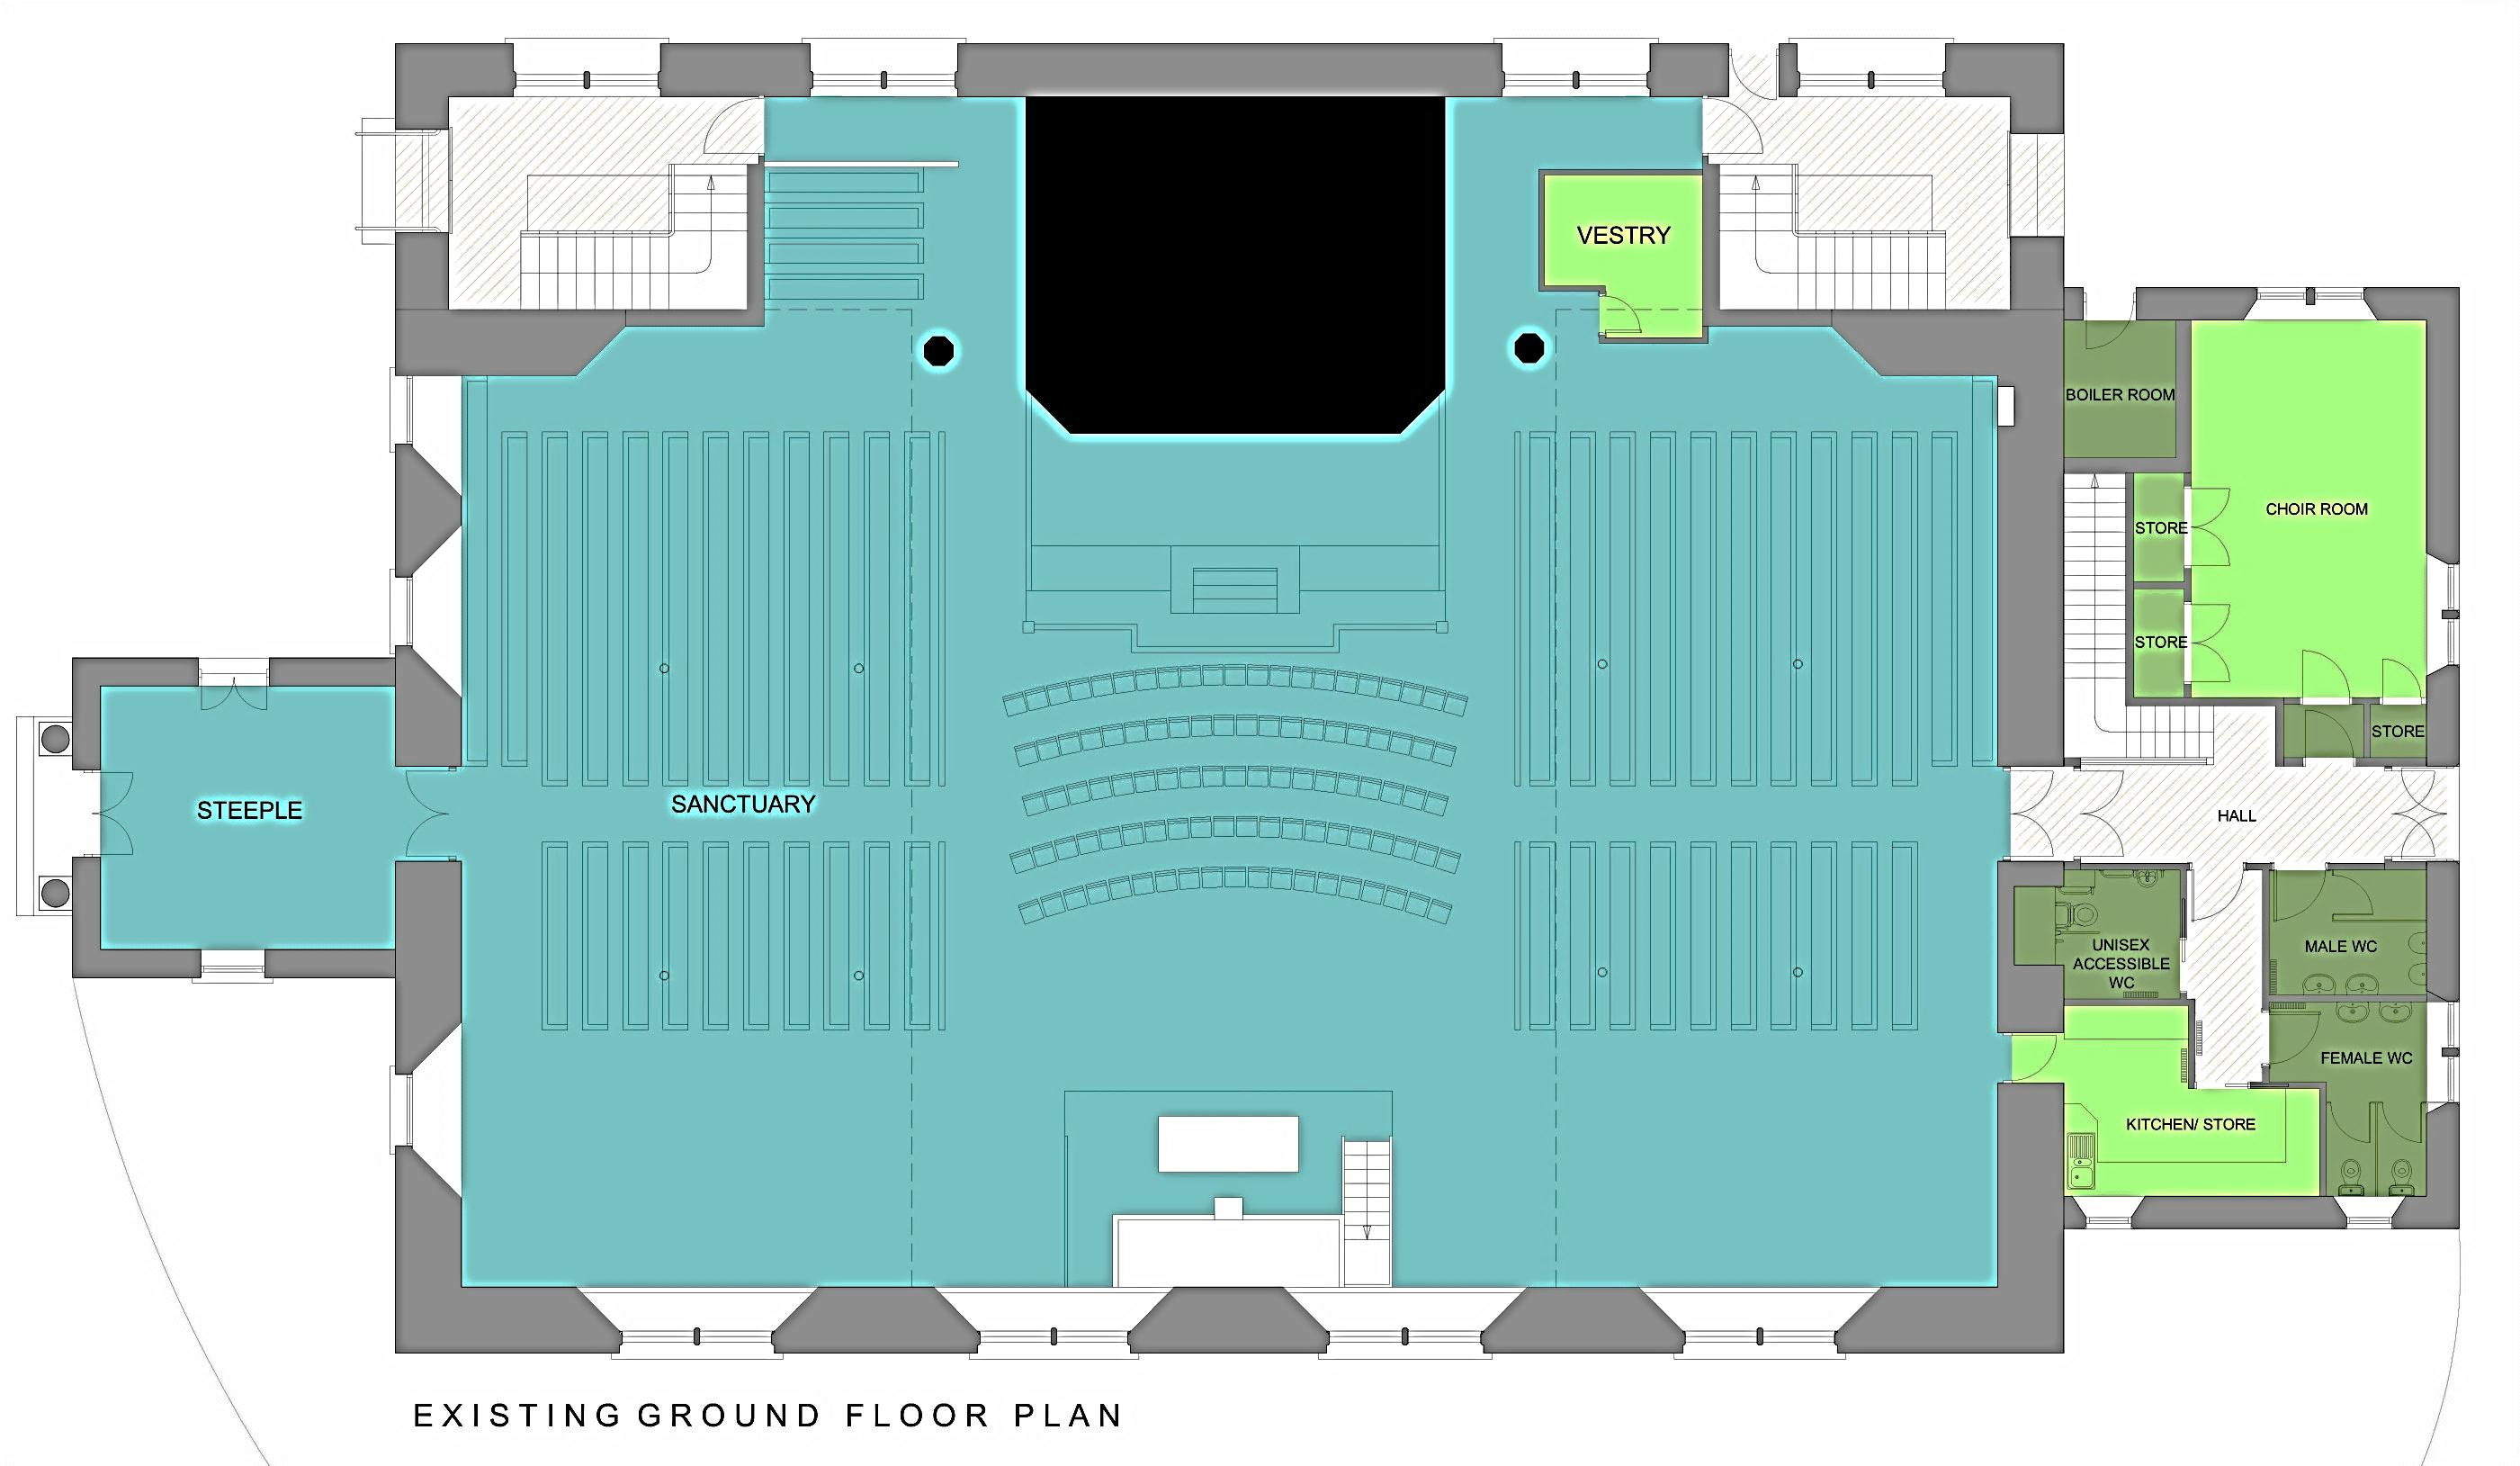 VESTRY
BOILER ROOM
CHOIR ROOM
STORE
STORE
STORE
STEEPLE
SANCTUARY
HALL
UNISEX
ACCESSIBLE
WC
MALE WC
FEMALE WC
KITCHEN/ STORE
EXISTING GROUND FLOOR PLAN